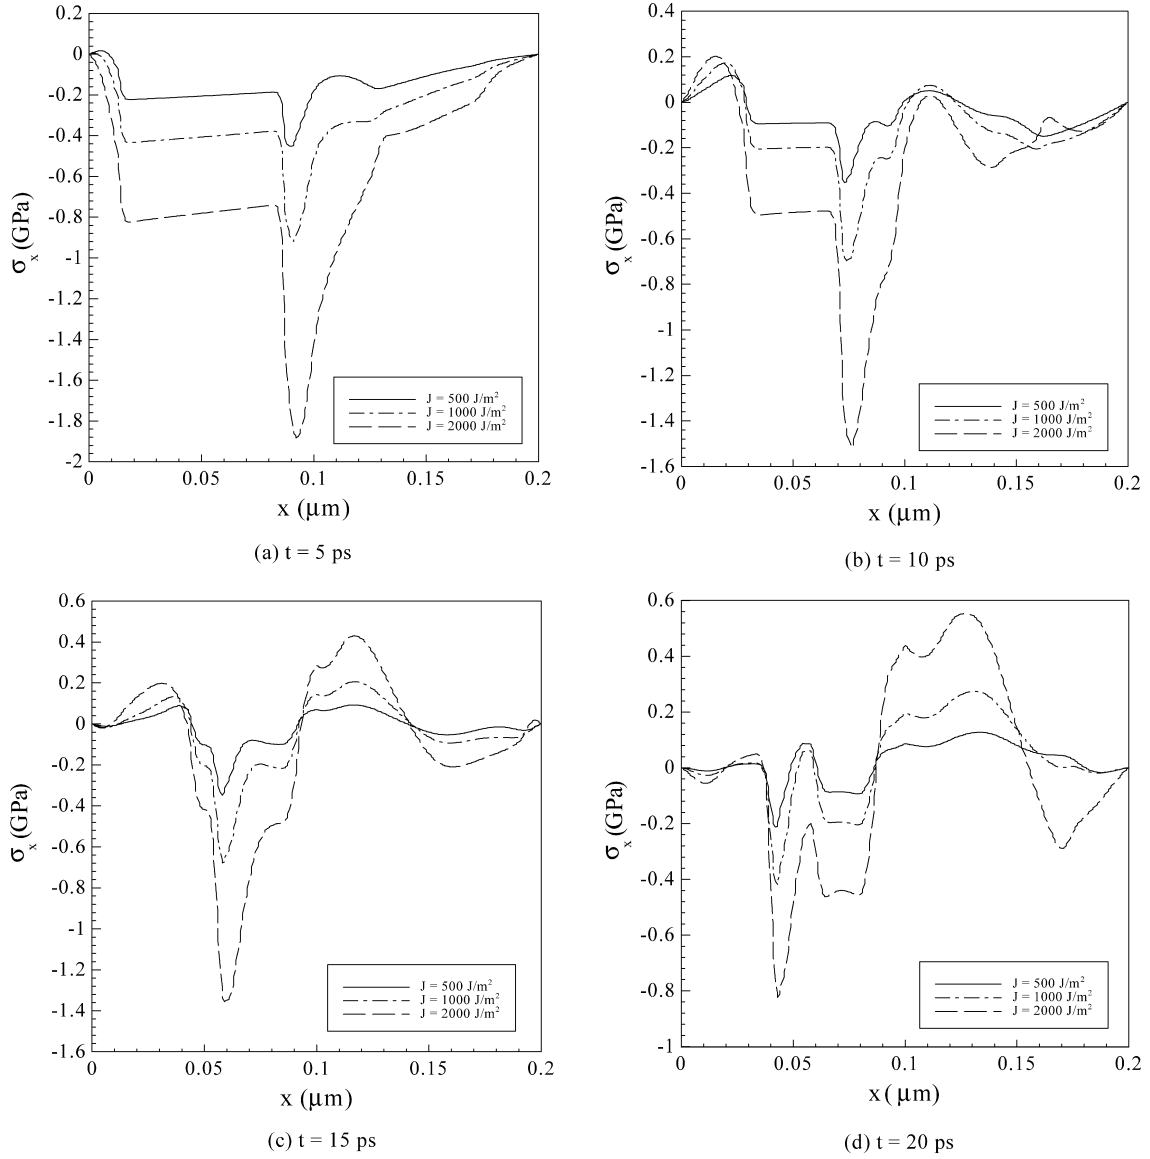 0.2
0
-0.2
-0.4
-0.6
-0.8
-1
-1.2
-1.4
-1.6
-1.8
-2
σx (GPa)
J = 500 J/m²
J = 1000 J/m²
J = 2000 J/m²
0 0.05 0.1 0.15 0.2
x (μm)
(a) t = 5 ps
0.4
0.2
0
-0.2
-0.4
-0.6
-0.8
-1
-1.2
-1.4
-1.6
σx (GPa)
J = 500 J/m²
J = 1000 J/m²
J = 2000 J/m²
0 0.05 0.1 0.15 0.2
x (μm)
(b) t = 10 ps
0.6
0.4
0.2
0
-0.2
-0.4
-0.6
-0.8
-1
-1.2
-1.4
-1.6
σx (GPa)
J = 500 J/m²
J = 1000 J/m²
J = 2000 J/m²
0 0.05 0.1 0.15 0.2
x (μm)
(c) t = 15 ps
0.6
0.4
0.2
0
-0.2
-0.4
-0.6
-0.8
-1
σx (GPa)
J = 500 J/m²
J = 1000 J/m²
J = 2000 J/m²
0 0.05 0.1 0.15 0.2
x (μm)
(d) t = 20 ps